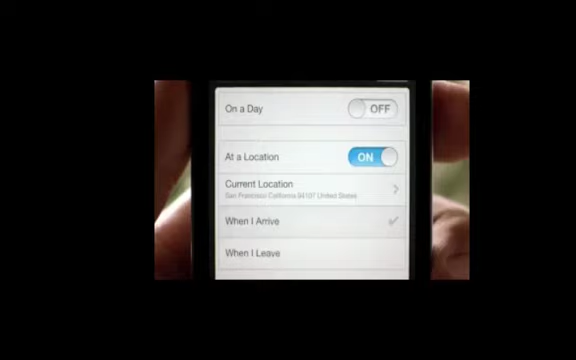 On a Day
OFF
At a Location
ON
Current Location
San Francisco California 94107 United States
When I Arrive
When I Leave